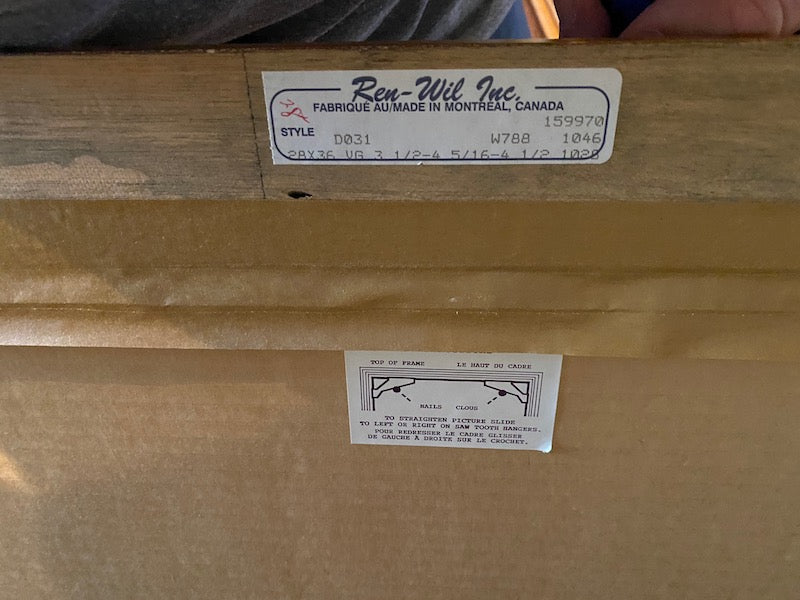 Ren-Wil Inc.
FABRIQUÉ AU/MADE IN MONTRÉAL, CANADA
159970
STYLE D031 W788 1046
28X36 VG 3 1/2-4 5/16-4 1/2 1028
TOP OF FRAME LE HAUT DU CADRE
NAILS CLOUS
TO STRAIGHTEN PICTURE SLIDE
TO LEFT OR RIGHT ON SAW TOOTH HANGERS.
POUR REDRESSER LE CADRE GLISSER
DE GAUCHE À DROITE SUR LE CROCHET.